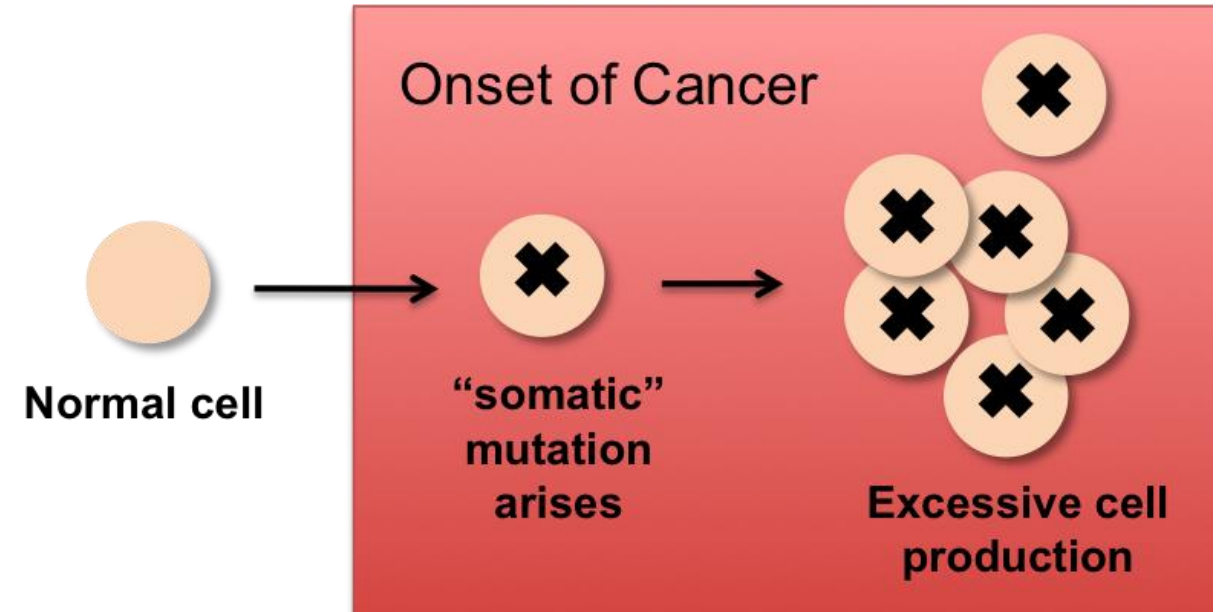 Onset of Cancer
Normal cell
“somatic”
mutation
arises
Excessive cell
production